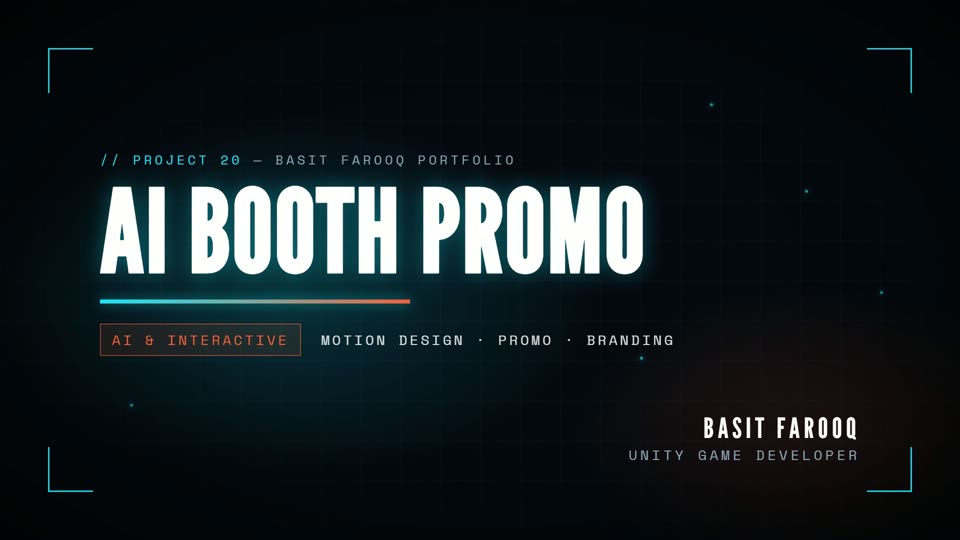 // PROJECT 20 — BASIT FAROOQ PORTFOLIO
AI BOOTH PROMO
AI & INTERACTIVE MOTION DESIGN · PROMO · BRANDING
BASIT FAROOQ
UNITY GAME DEVELOPER